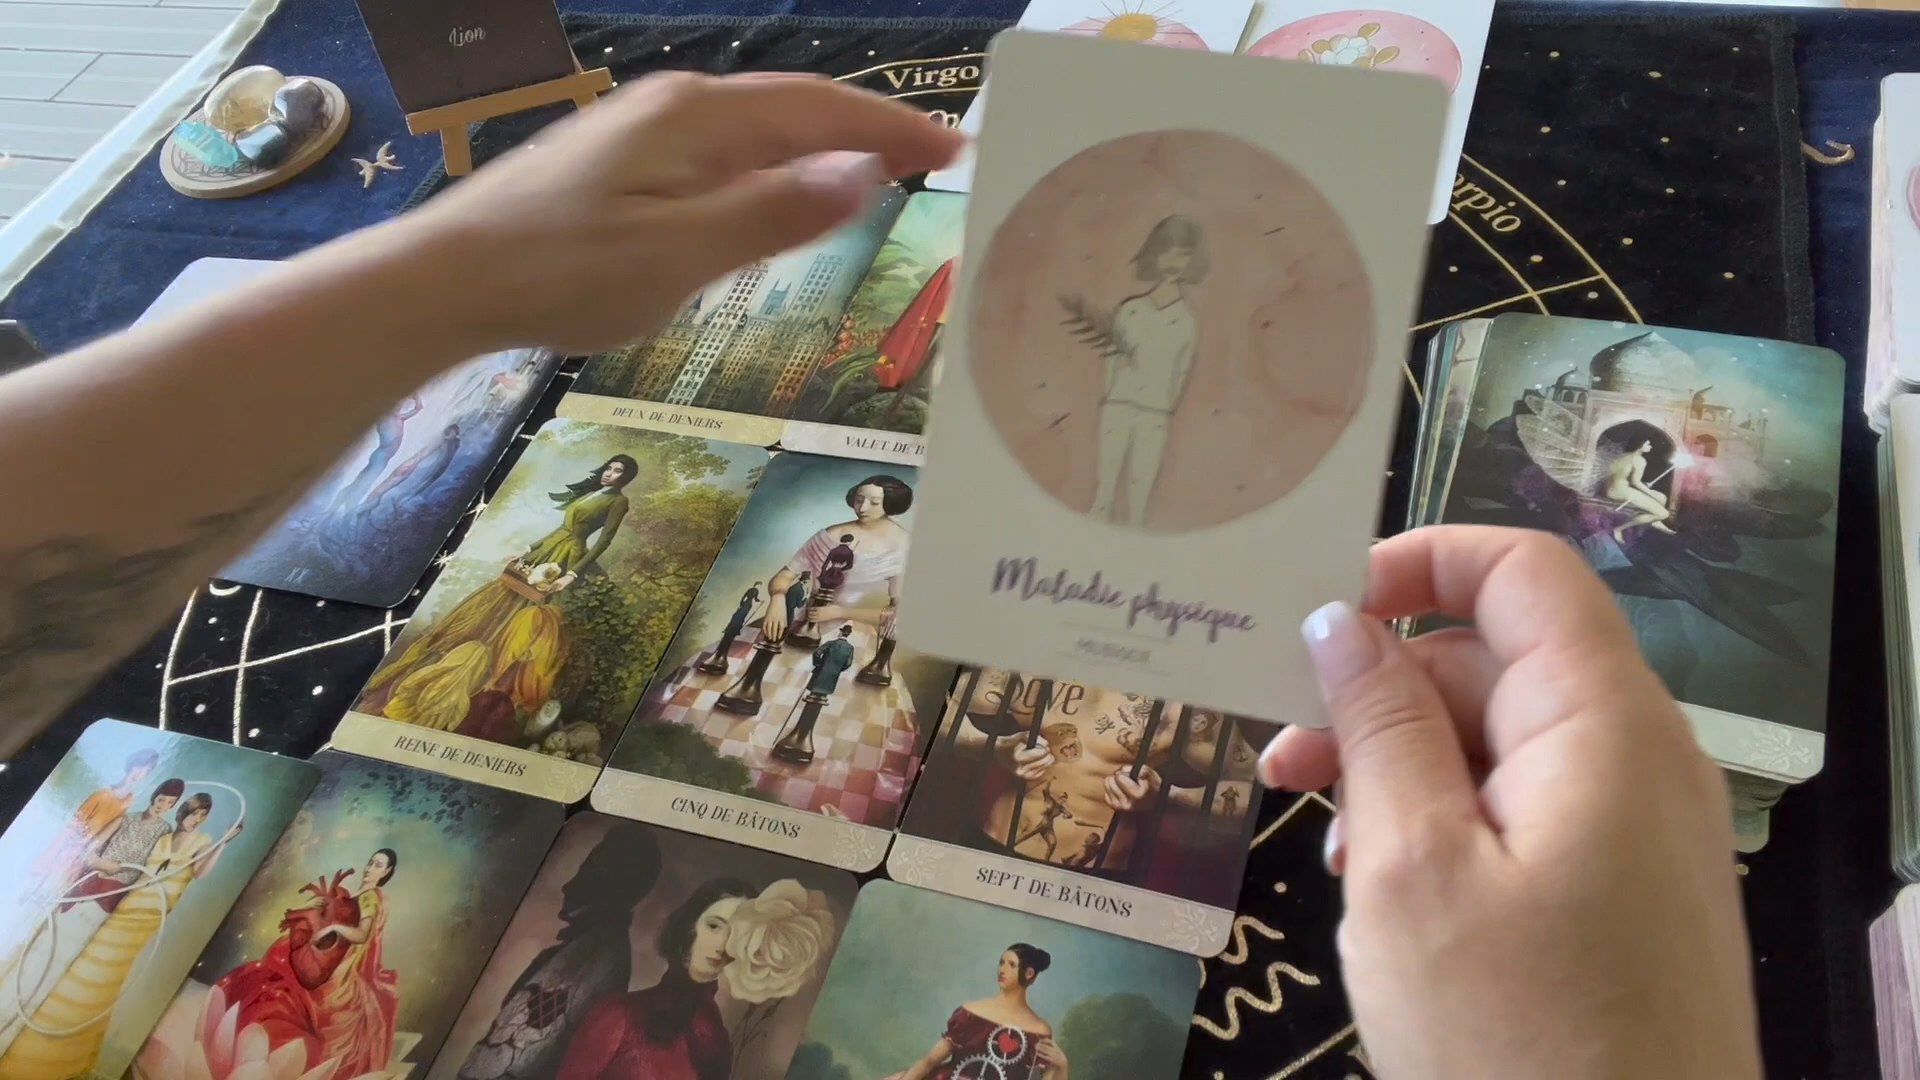 Lion
Virgo
orpio
DEUX DE DENIERS
VALET DE B
Maladie physique
REINE DE DENIERS
CINQ DE BÂTONS
Love
SEPT DE BÂTONS